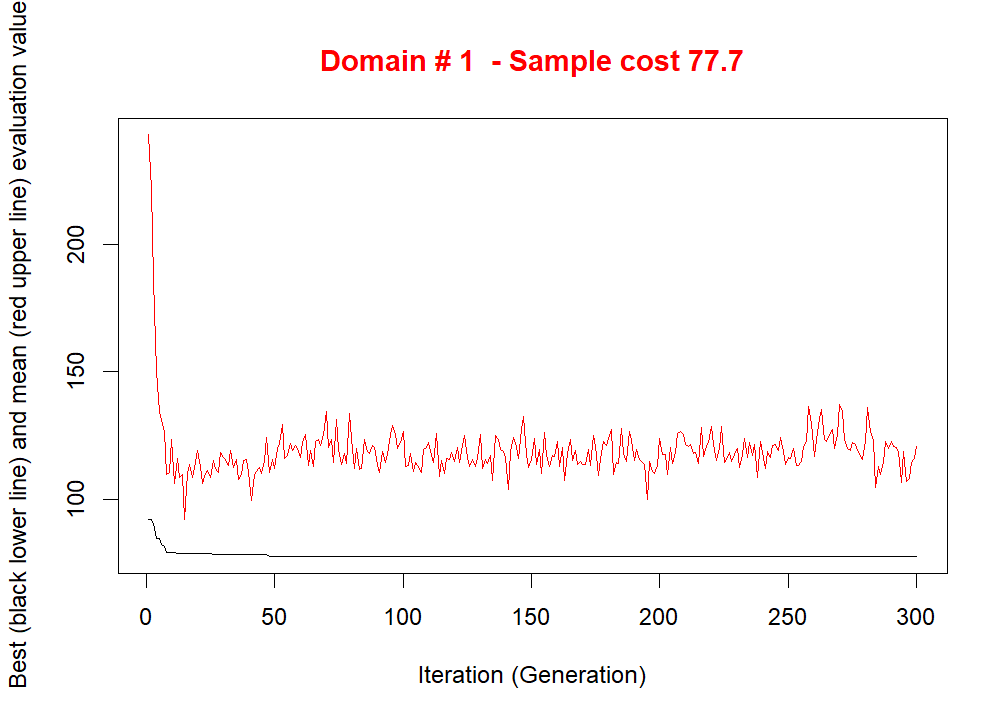 Domain # 1 - Sample cost 77.7
Best (black lower line) and mean (red upper line) evaluation value
200
150
100
0 50 100 150 200 250 300
Iteration (Generation)